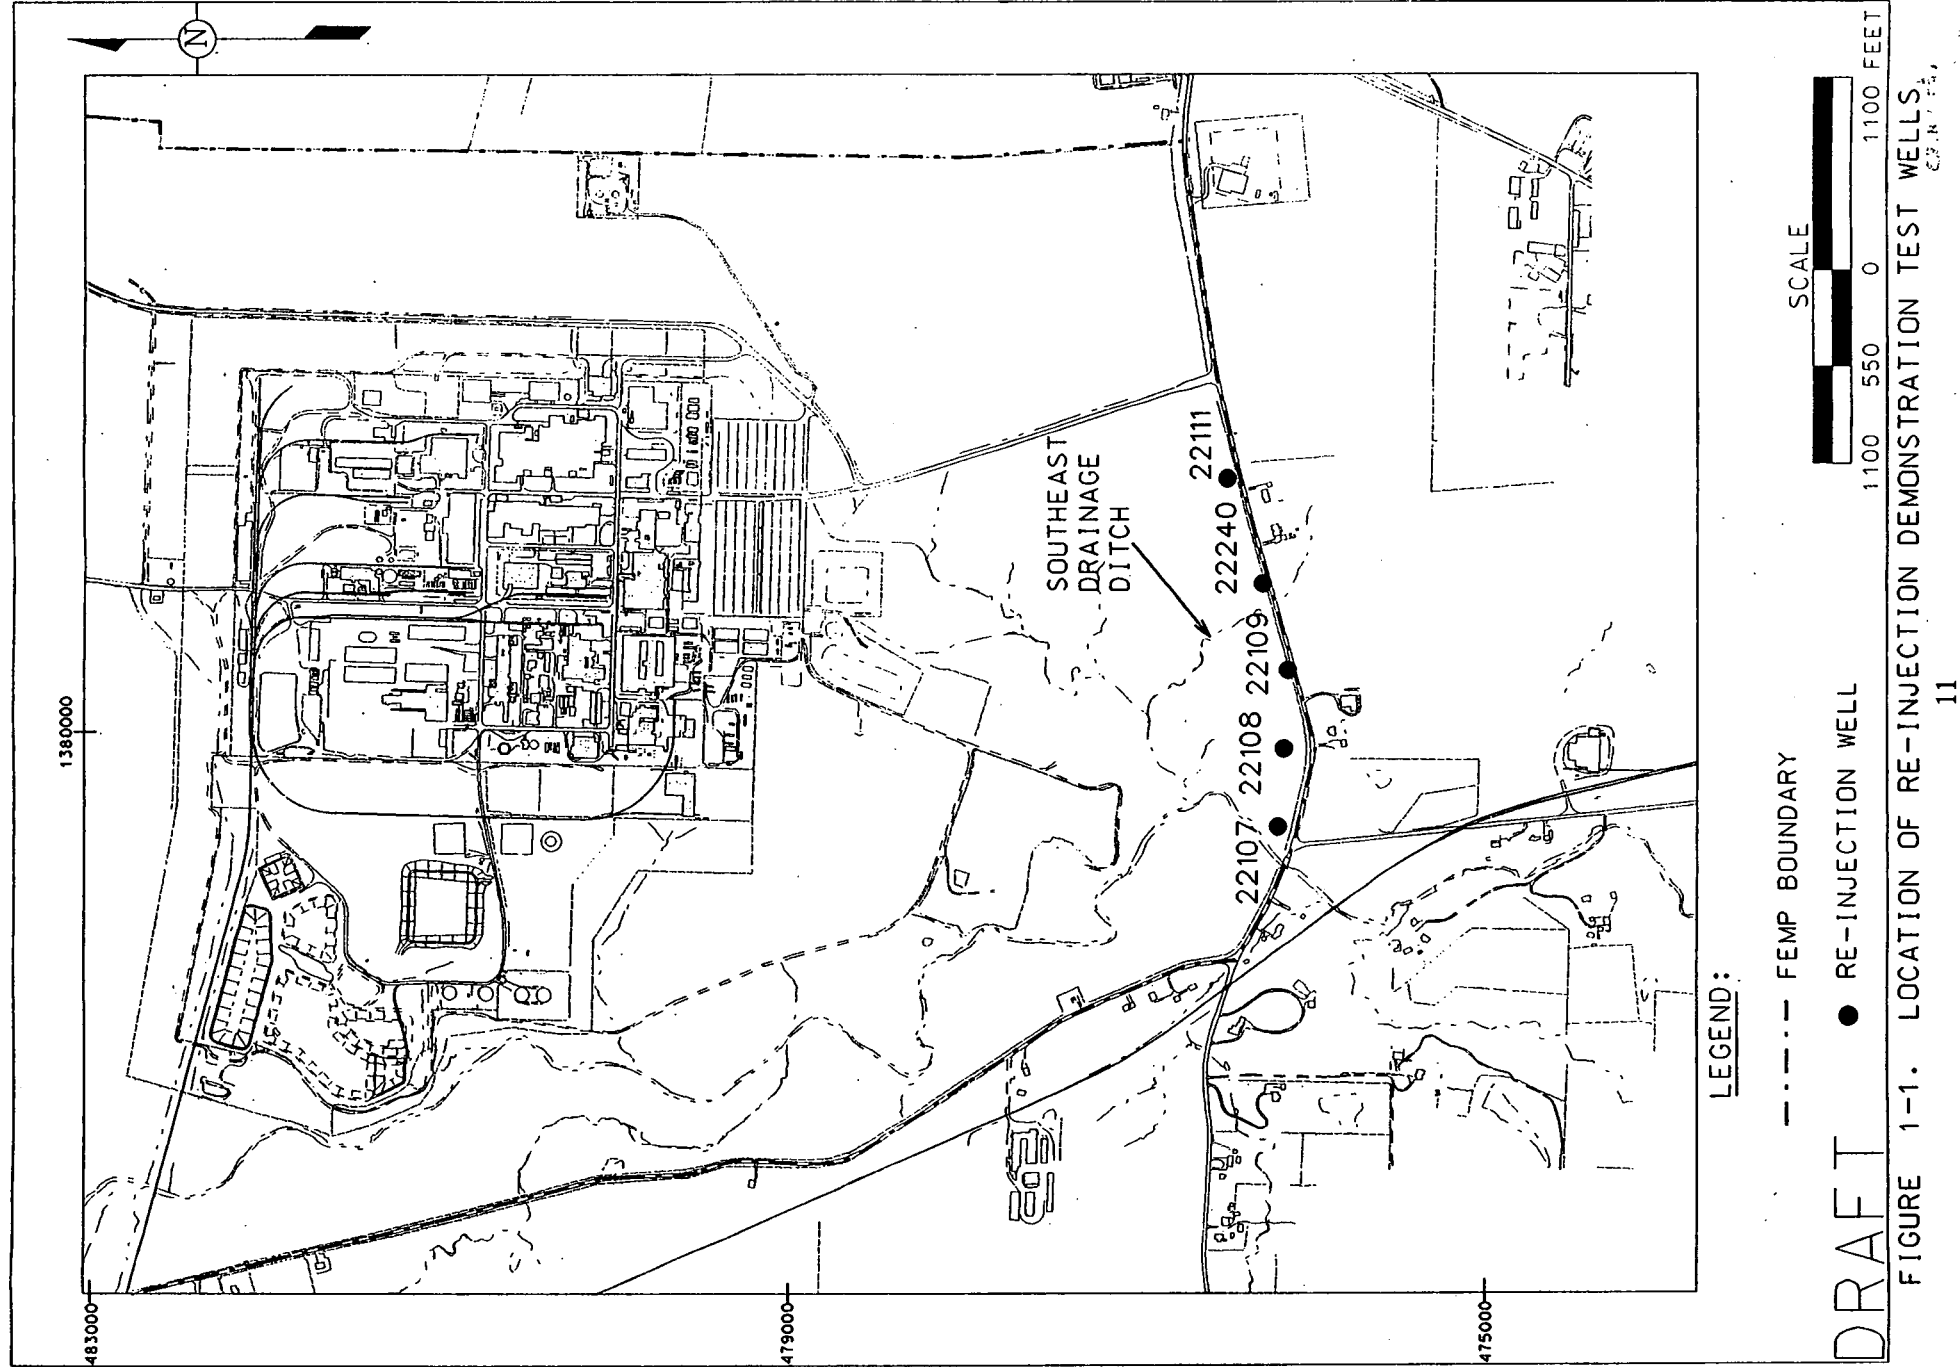 N
1380000
483000
479000
475000
SOUTHEAST
DRAINAGE
DITCH
22107
22108
22109
22240
22111
LEGEND:
FEMP BOUNDARY
RE-INJECTION WELL
SCALE
1100 550 0 1100 FEET
DRAFT
FIGURE 1-1. LOCATION OF RE-INJECTION DEMONSTRATION TEST WELLS
11